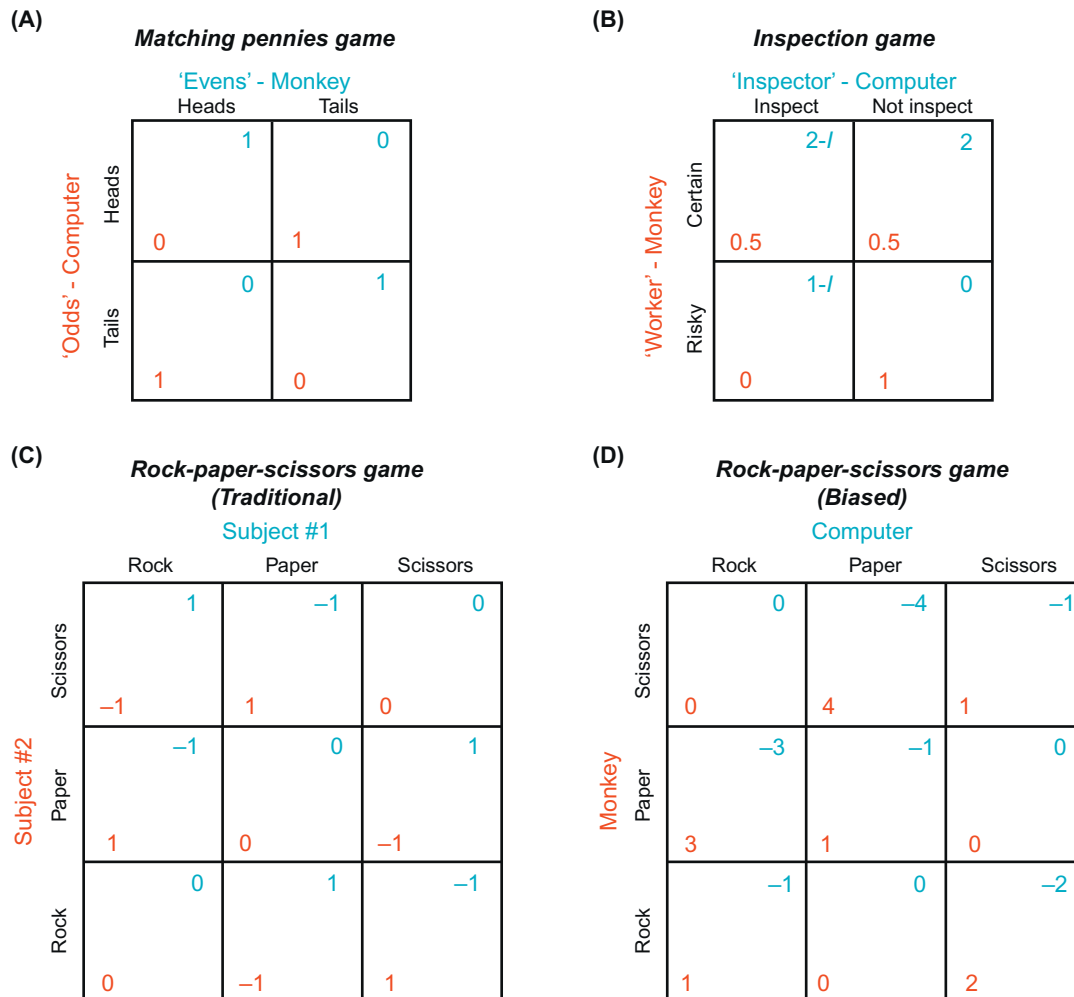 (A)
Matching pennies game
'Evens' - Monkey
Heads Tails
'Odds' - Computer
Heads
1 0
0 1
Tails
0 1
1 0
(B)
Inspection game
'Inspector' - Computer
Inspect Not inspect
'Worker' - Monkey
Certain
2-I 2
0.5 0.5
Risky
1-I 0
0 1
(C)
Rock-paper-scissors game
(Traditional)
Subject #1
Rock Paper Scissors
Subject #2
Scissors
1 –1 0
–1 1 0
Paper
–1 0 1
1 0 –1
Rock
0 1 –1
0 –1 1
(D)
Rock-paper-scissors game
(Biased)
Computer
Rock Paper Scissors
Monkey
Scissors
0 –4 –1
0 4 1
Paper
–3 –1 0
3 1 0
Rock
–1 0 –2
1 0 2